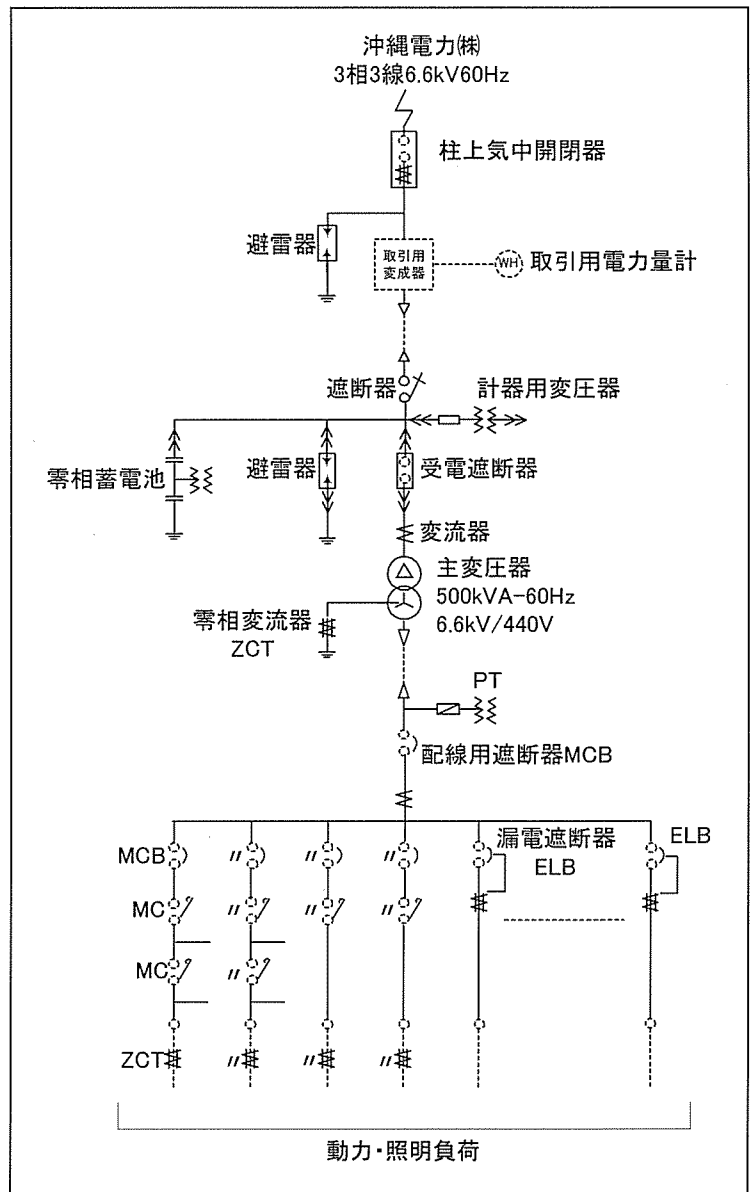 沖縄電力㈱
3相3線6.6kV60Hz
柱上気中開閉器
避雷器
取引用
変成器
WH
取引用電力量計
遮断器
計器用変圧器
零相蓄電池
避雷器
受電遮断器
変流器
主変圧器
500kVA-60Hz
6.6kV/440V
零相変流器
ZCT
PT
配線用遮断器MCB
MCB
〃
〃
〃
漏電遮断器
ELB
ELB
MC
〃
〃
〃
MC
〃
ZCT
〃
〃
〃
動力・照明負荷